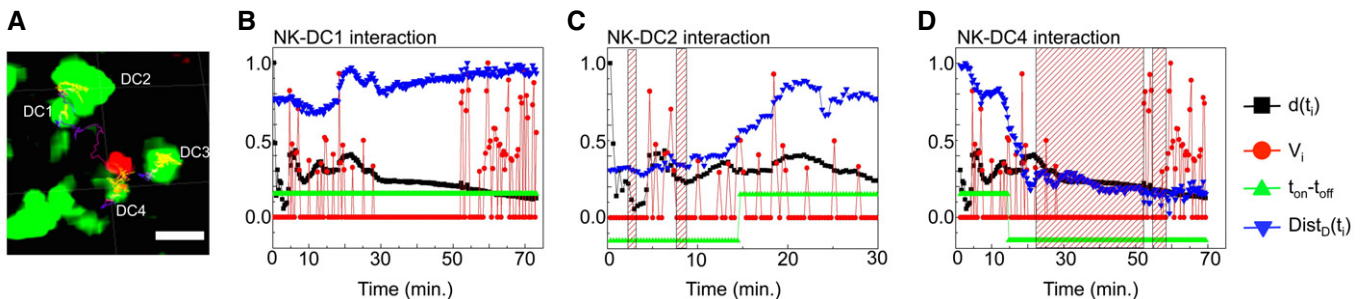 A
DC2
DC1
DC3
DC4
B
NK-DC1 interaction
1.0
0.5
0.0
0 10 30 50 70
Time (min.)
C
NK-DC2 interaction
1.0
0.5
0.0
0 10 20 30
Time (min.)
D
NK-DC4 interaction
1.0
0.5
0.0
0 10 30 50 70
Time (min.)
d(tᵢ)
Vᵢ
tₒₙ-tₒff
Dist_D(tᵢ)